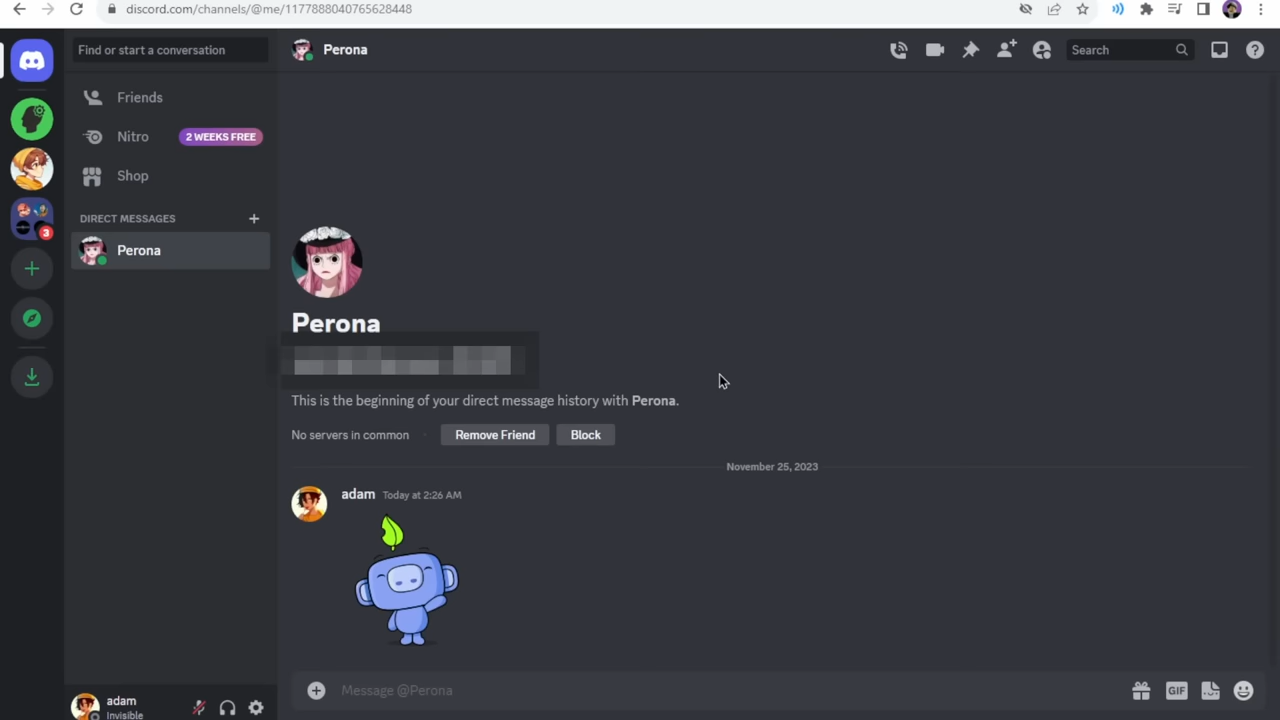 discord.com/channels/@me/1177888040765628448
Find or start a conversation
Perona
Search
Friends
Nitro
2 WEEKS FREE
Shop
DIRECT MESSAGES
3
Perona
Perona
This is the beginning of your direct message history with Perona.
No servers in common
Remove Friend
Block
November 25, 2023
adam Today at 2:26 AM
Message @Perona
GIF
adam
Invisible